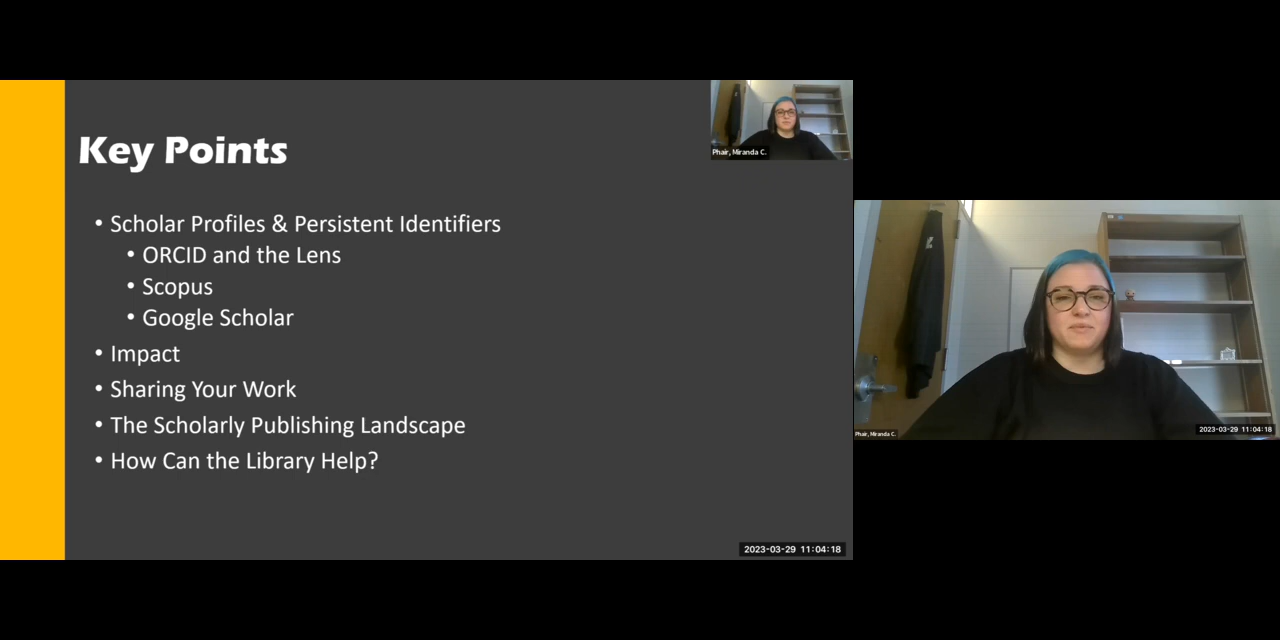 Key Points
• Scholar Profiles & Persistent Identifiers
• ORCID and the Lens
• Scopus
• Google Scholar
• Impact
• Sharing Your Work
• The Scholarly Publishing Landscape
• How Can the Library Help?
Phair, Miranda C.
2023-03-29 11:04:18
Phair, Miranda C.
2023-03-29 11:04:18